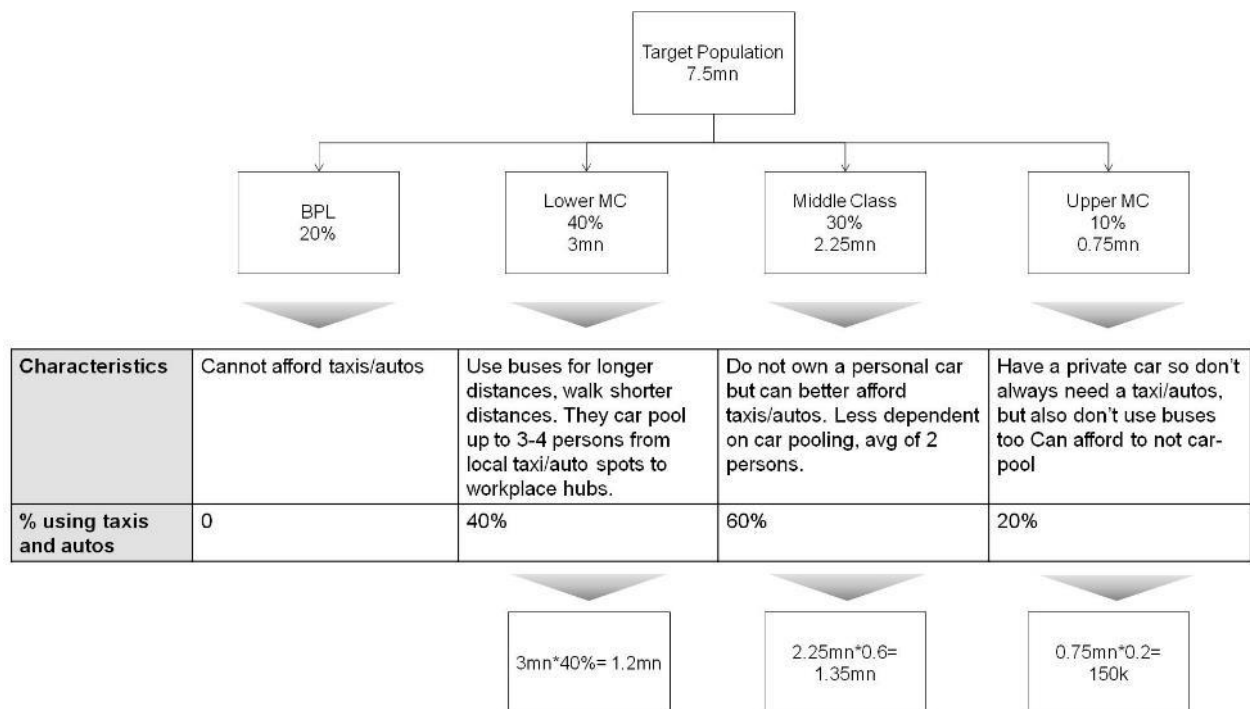 Target Population
7.5mn
BPL
20%
Lower MC
40%
3mn
Middle Class
30%
2.25mn
Upper MC
10%
0.75mn
Characteristics
Cannot afford taxis/autos
Use buses for longer
distances, walk shorter
distances. They car pool
up to 3-4 persons from
local taxi/auto spots to
workplace hubs.
Do not own a personal car
but can better afford
taxis/autos. Less dependent
on car pooling, avg of 2
persons.
Have a private car so don't
always need a taxi/autos,
but also don't use buses
too Can afford to not car-
pool
% using taxis
and autos
0
40%
60%
20%
3mn*40%= 1.2mn
2.25mn*0.6=
1.35mn
0.75mn*0.2=
150k